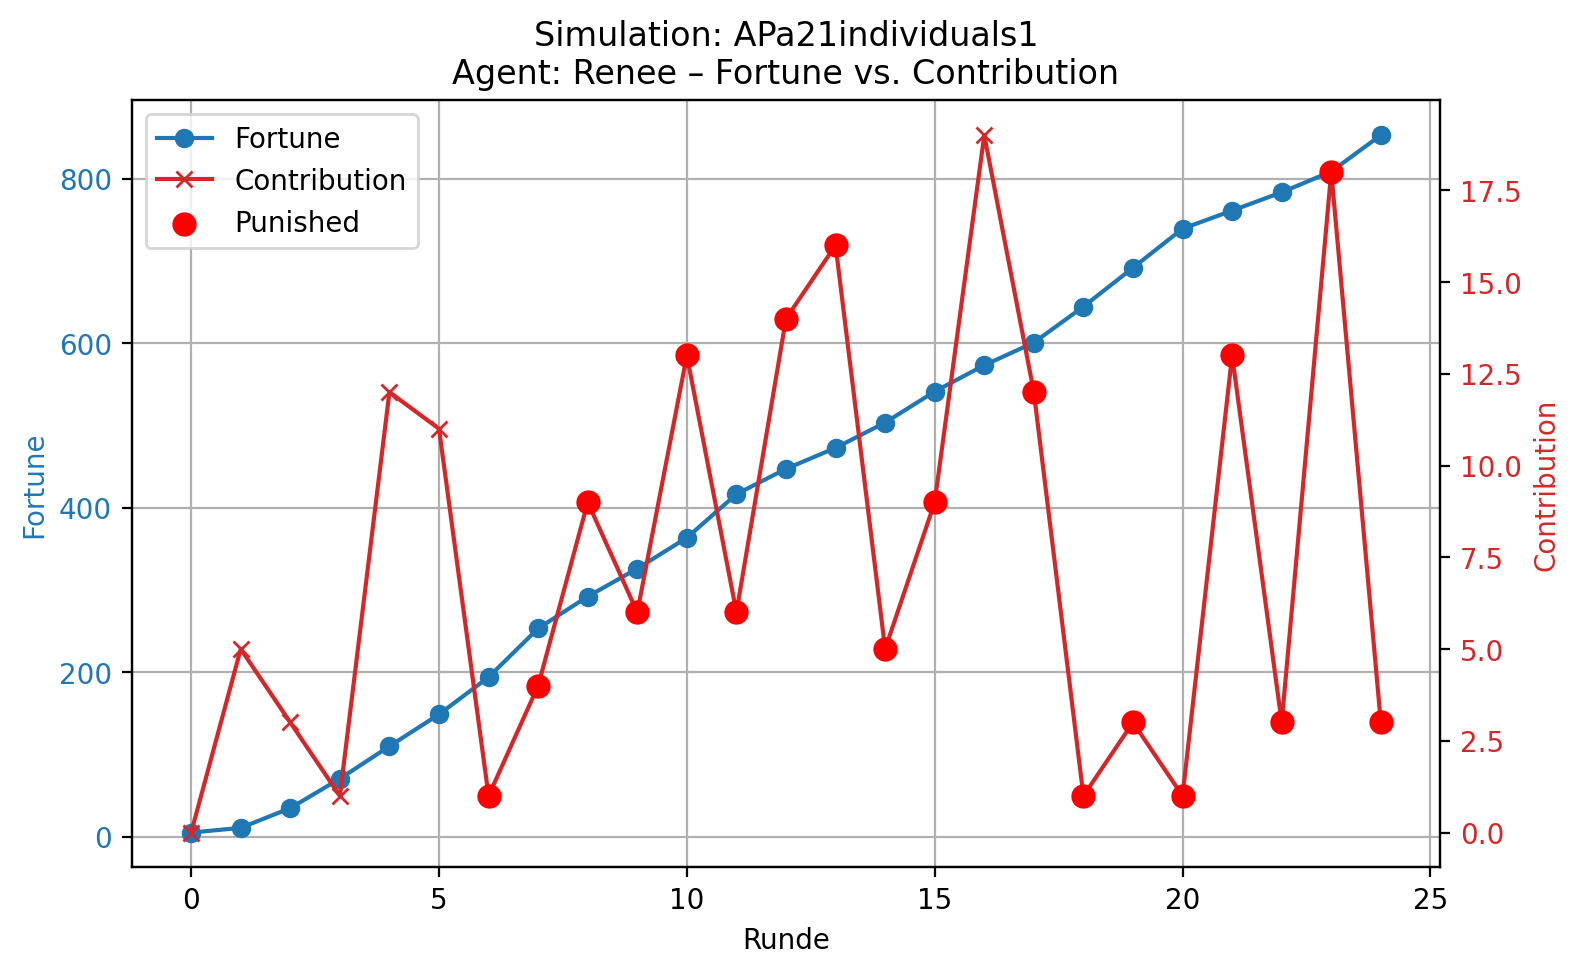 Simulation: APa21individuals1
Agent: Renee – Fortune vs. Contribution
Fortune
Contribution
Punished
800
600
400
200
0
Fortune
17.5
15.0
12.5
10.0
7.5
5.0
2.5
0.0
Contribution
0 5 10 15 20 25
Runde